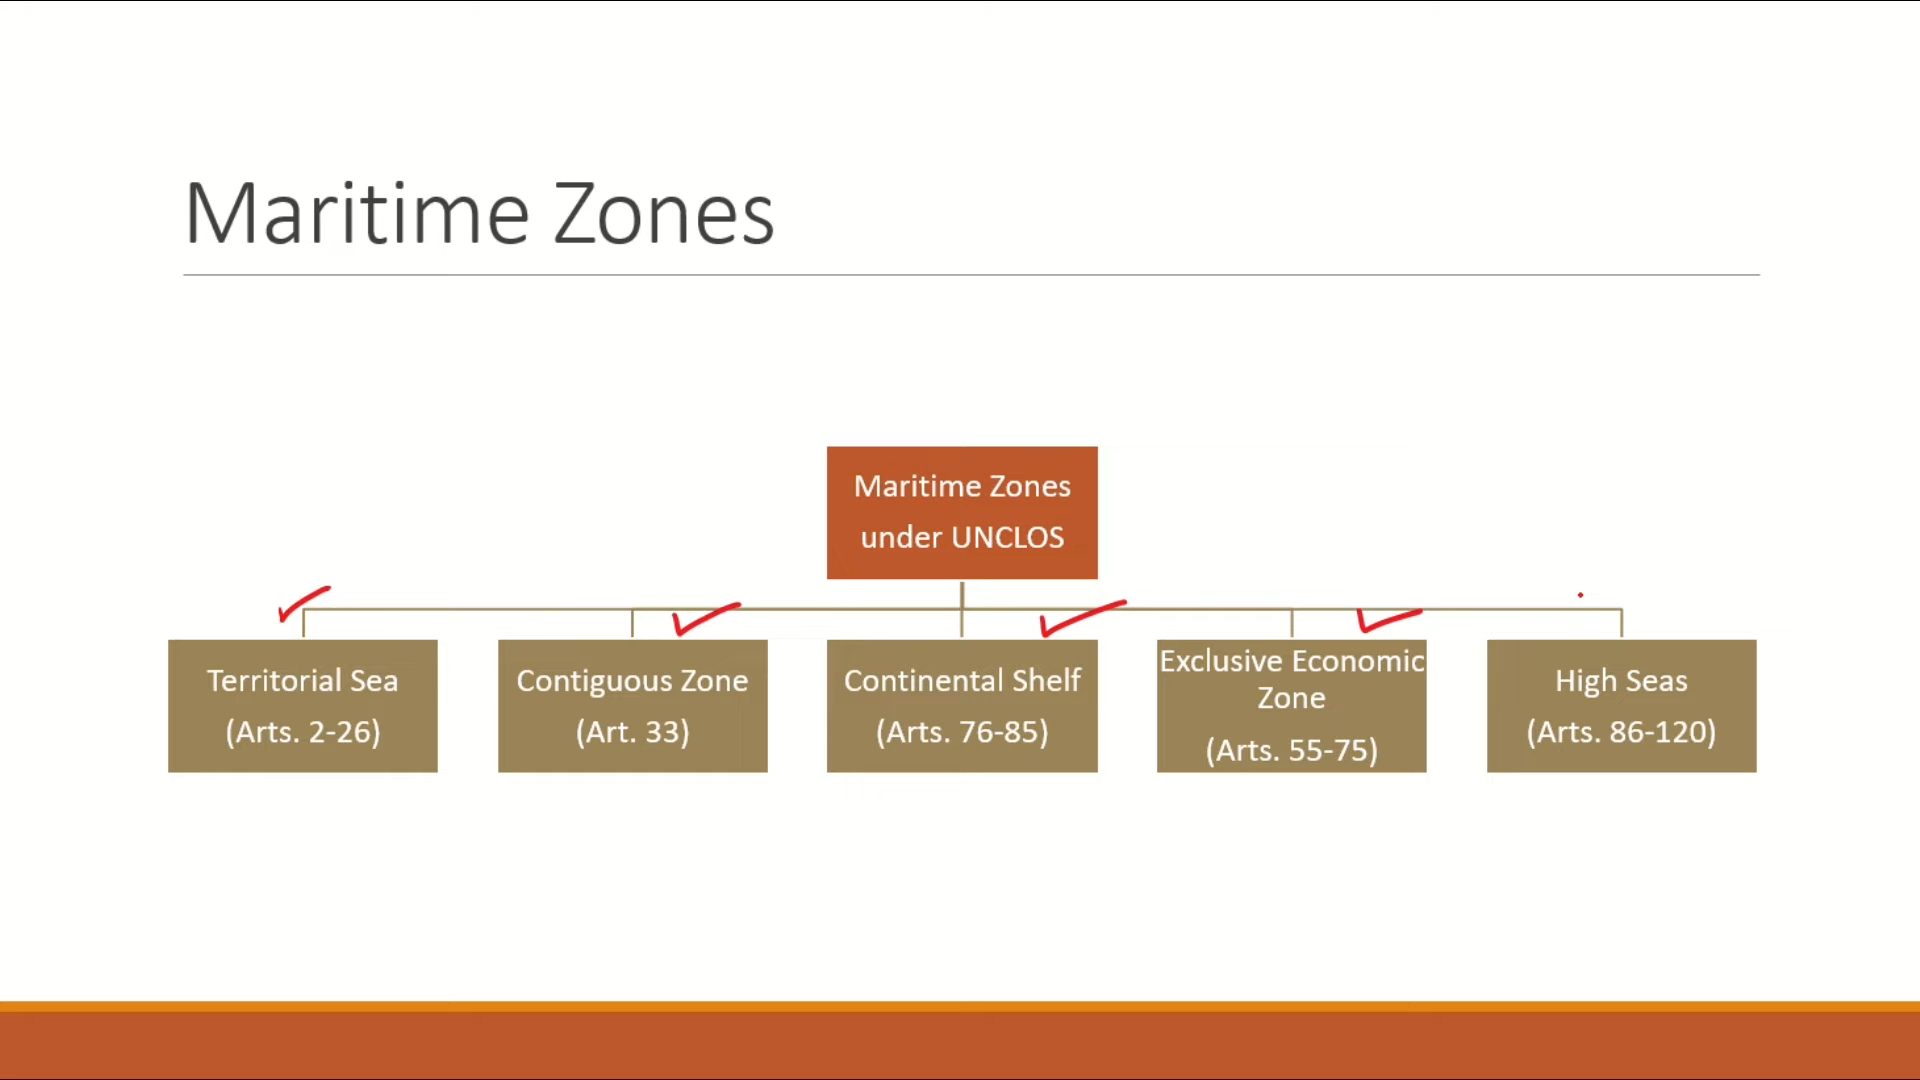 Maritime Zones
Maritime Zones
under UNCLOS
Territorial Sea
(Arts. 2-26)
Contiguous Zone
(Art. 33)
Continental Shelf
(Arts. 76-85)
Exclusive Economic
Zone
(Arts. 55-75)
High Seas
(Arts. 86-120)